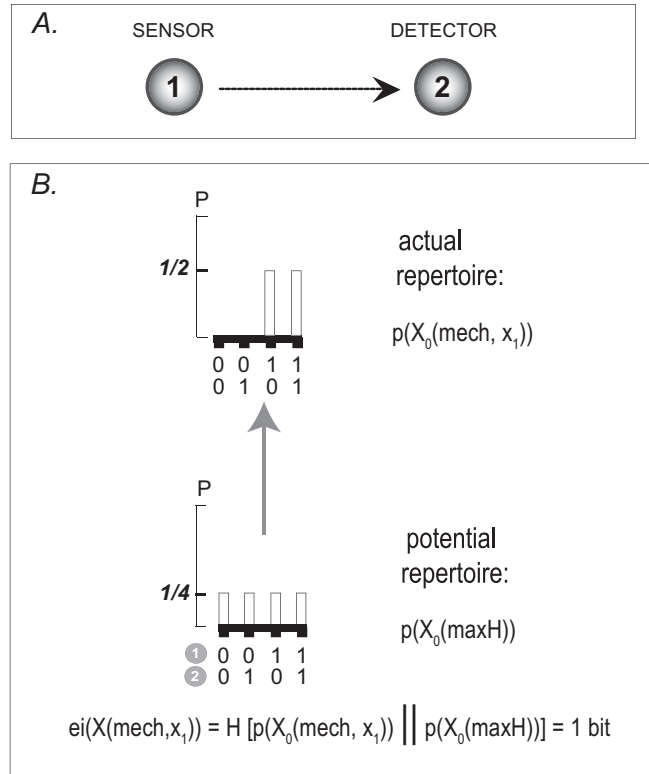 A.
SENSOR DETECTOR
1 2
B.
P
1/2
actual
repertoire:
p(X₀(mech, x₁))
0 0 1 1
0 1 0 1
P
1/4
potential
repertoire:
p(X₀(maxH))
1 0 0 1 1
2 0 1 0 1
ei(X(mech,x₁)) = H [p(X₀(mech, x₁)) || p(X₀(maxH))] = 1 bit